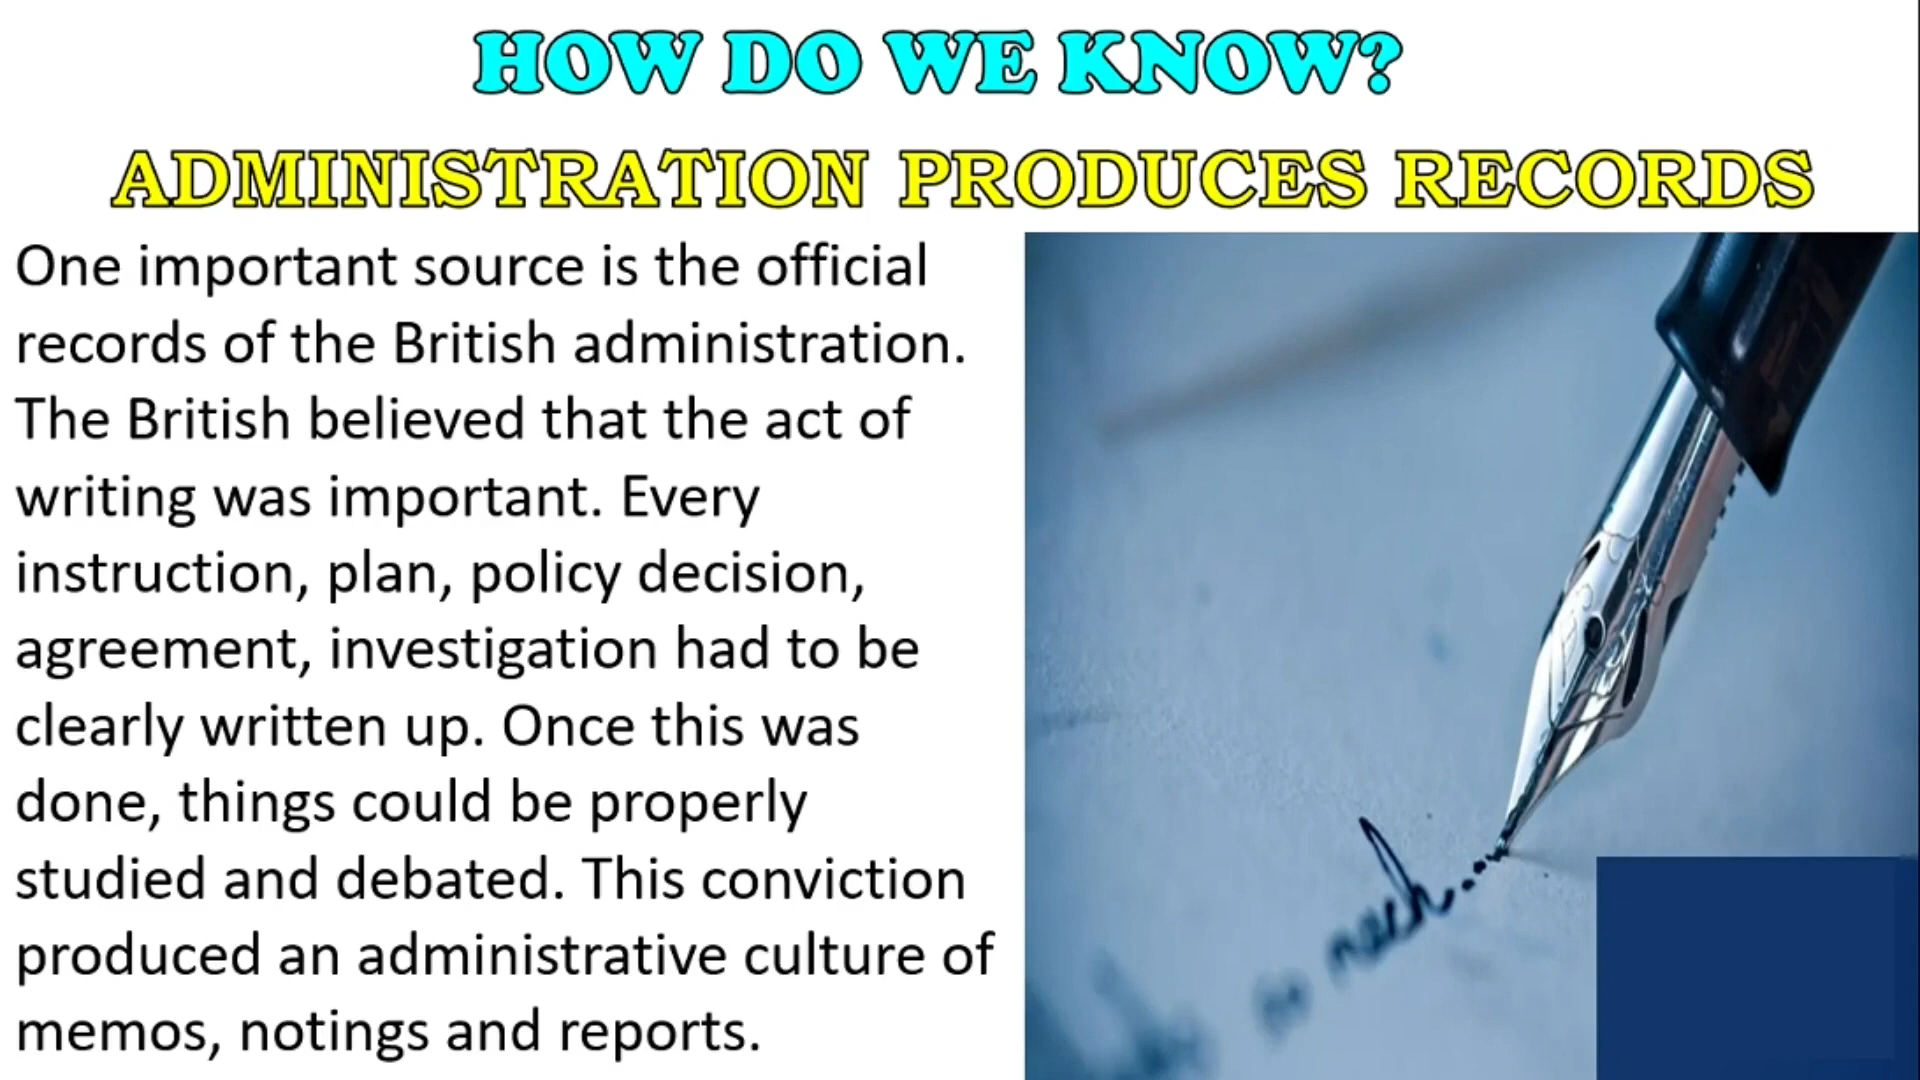 HOW DO WE KNOW?
ADMINISTRATION PRODUCES RECORDS
One important source is the official
records of the British administration.
The British believed that the act of
writing was important. Every
instruction, plan, policy decision,
agreement, investigation had to be
clearly written up. Once this was
done, things could be properly
studied and debated. This conviction
produced an administrative culture of
memos, notings and reports.